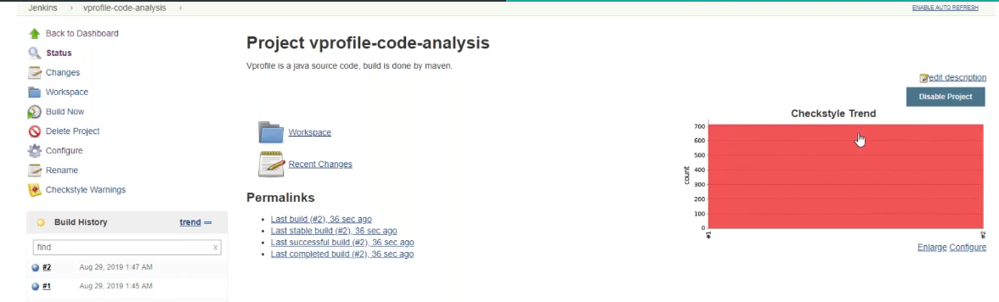 Jenkins › vprofile-code-analysis ›
ENABLE AUTO REFRESH
Back to Dashboard
Status
Changes
Workspace
Build Now
Delete Project
Configure
Rename
Checkstyle Warnings
Build History
trend
find
x
#2 Aug 29, 2019 1:47 AM
#1 Aug 29, 2019 1:45 AM
Project vprofile-code-analysis
Vprofile is a java source code, build is done by maven.
edit description
Disable Project
Workspace
Recent Changes
Permalinks
Last build (#2), 36 sec ago
Last stable build (#2), 36 sec ago
Last successful build (#2), 36 sec ago
Last completed build (#2), 36 sec ago
Checkstyle Trend
count
700
600
500
400
300
200
100
0
#1
#2
Enlarge Configure